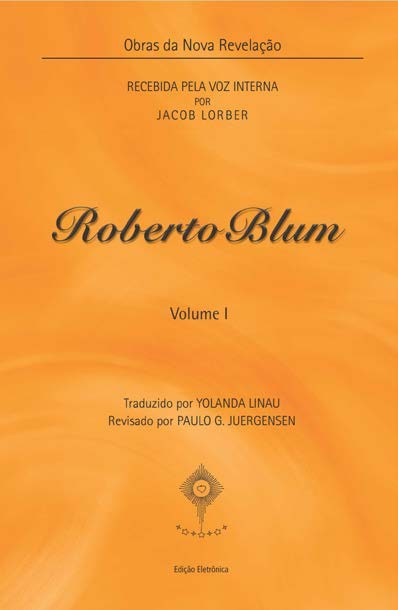 Obras da Nova Revelação
RECEBIDA PELA VOZ INTERNA
POR
JACOB LORBER
Roberto Blum
Volume I
Traduzido por YOLANDA LINAU
Revisado por PAULO G. JUERGENSEN
Edição Eletrônica